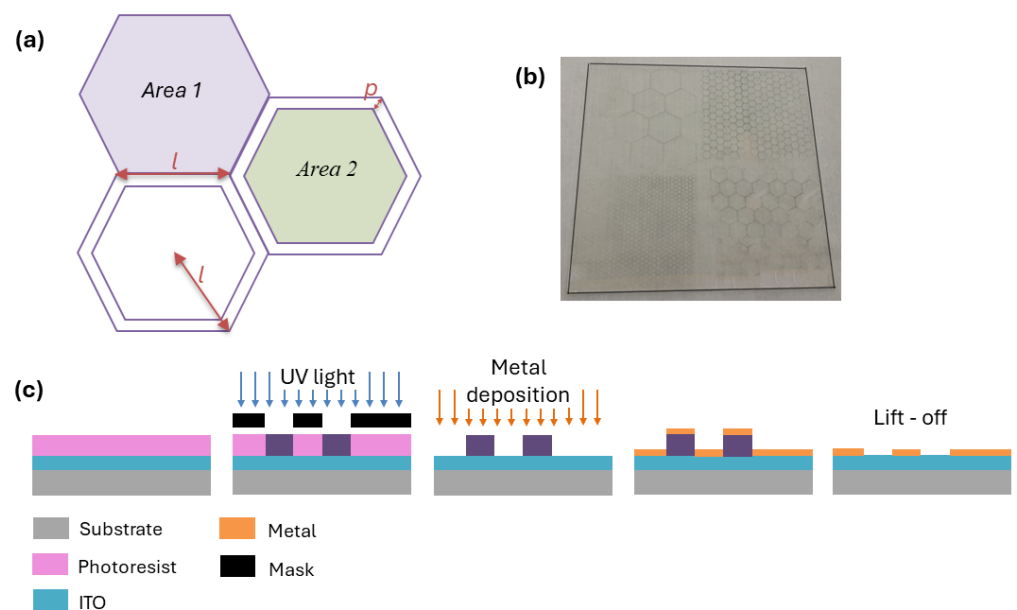 (a)
Area 1
p
l
Area 2
l
(b)
(c)
UV light
Metal
deposition
Lift - off
Substrate
Metal
Photoresist
Mask
ITO